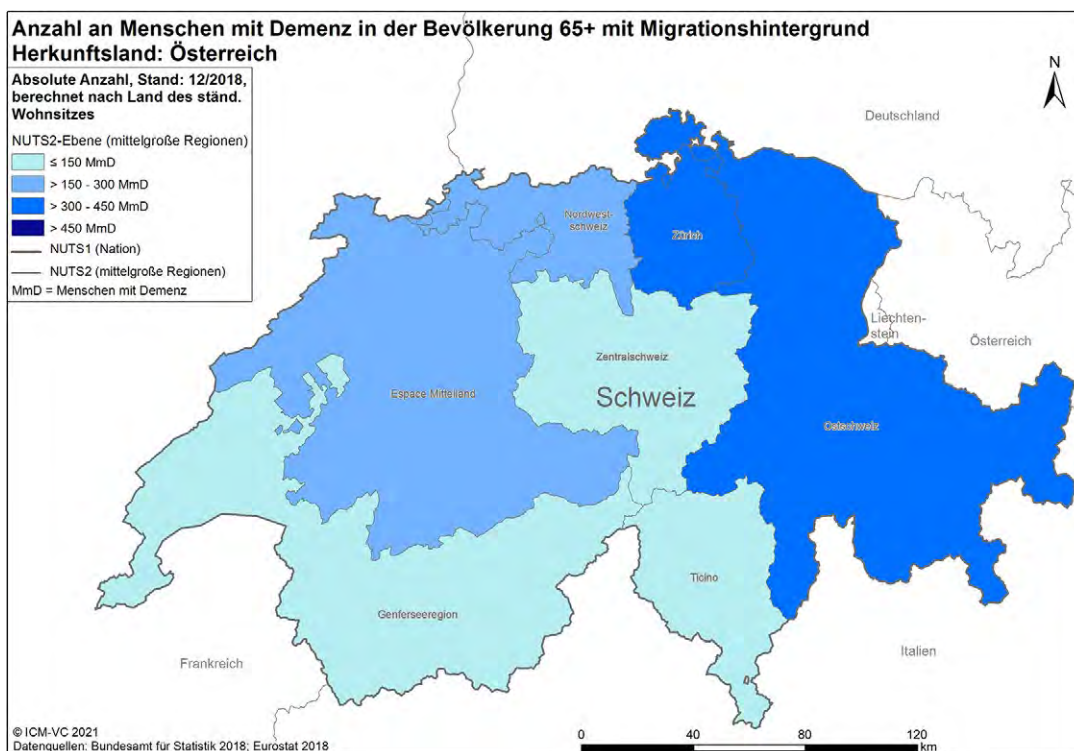 Anzahl an Menschen mit Demenz in der Bevölkerung 65+ mit Migrationshintergrund
Herkunftsland: Österreich
Absolute Anzahl, Stand: 12/2018,
berechnet nach Land des ständ.
Wohnsitzes
NUTS2-Ebene (mittelgroße Regionen)
≤ 150 MmD
> 150 - 300 MmD
> 300 - 450 MmD
> 450 MmD
NUTS1 (Nation)
NUTS2 (mittelgroße Regionen)
MmD = Menschen mit Demenz
N
Deutschland
Nordwest-
schweiz
Zürich
Liechten-
stein
Österreich
Zentralschweiz
Schweiz
Espace Mittelland
Ostschweiz
Ticino
Genferseeregion
Frankreich
Italien
© ICM-VC 2021
Datenquellen: Bundesamt für Statistik 2018; Eurostat 2018
0 40 80 120
km